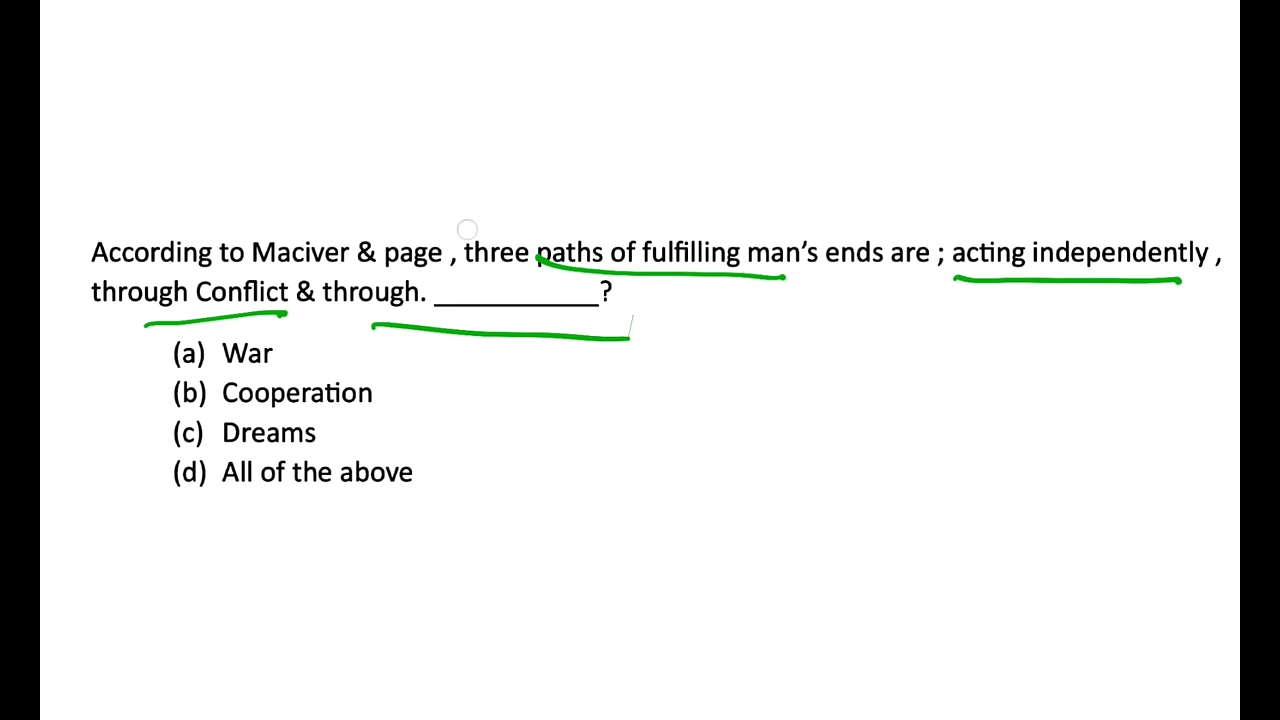 According to Maciver & page , three paths of fulfilling man’s ends are ; acting independently ,
through Conflict & through. ____________?
(a) War
(b) Cooperation
(c) Dreams
(d) All of the above